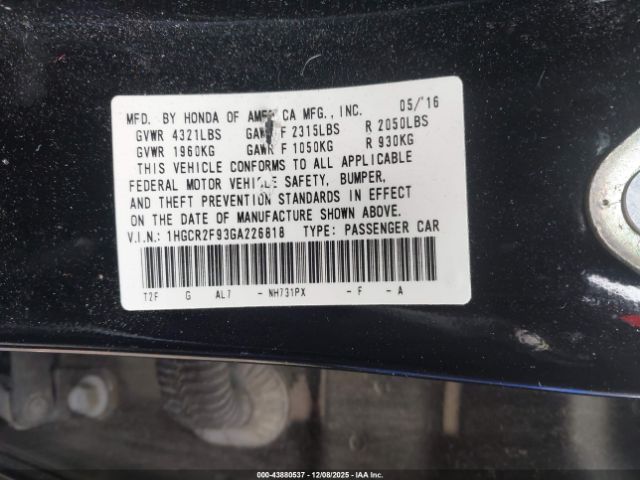 MFD. BY HONDA OF AME CA MFG., INC. 05/'16
GVWR 4321LBS GAWR F 2315LBS R 2050LBS
GVWR 1960KG GAWR F 1050KG R 930KG
THIS VEHICLE CONFORMS TO ALL APPLICABLE
FEDERAL MOTOR VEHICLE SAFETY, BUMPER,
AND THEFT PREVENTION STANDARDS IN EFFECT
ON THE DATE OF MANUFACTURE SHOWN ABOVE.
V.I.N.: 1HGCR2F93GA226818 TYPE: PASSENGER CAR
T2F G AL7 - NH731PX - F - A
000-43880537 | 12/08/2025 | IAA Inc.